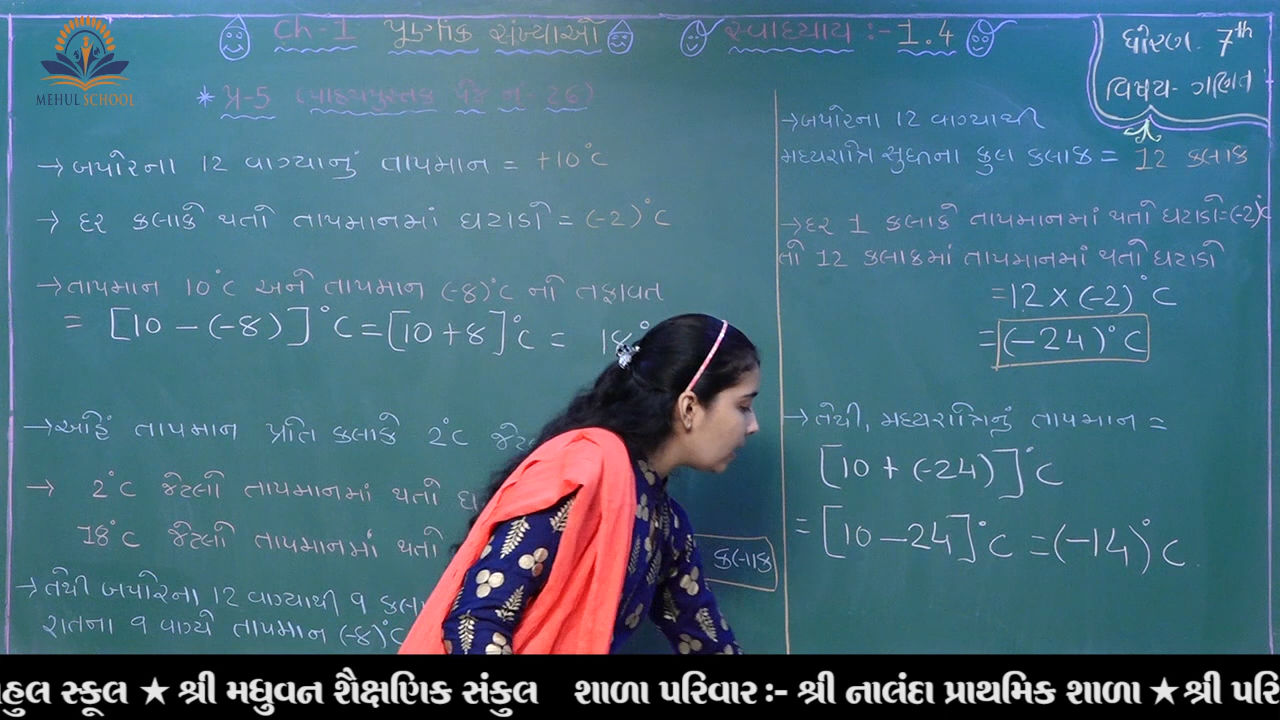 MEHUL SCHOOL
Ch-1 પૂર્ણાંક સંખ્યાઓ સ્વાધ્યાય :- 1.4
ધોરણ. 7th
વિષય- ગણિત
* પ્ર-5 (પાઠ્યપુસ્તક પેજ નં- 26)
→ બપોરના 12 વાગ્યાનું તાપમાન = +10°C
→ દર કલાકે થતો તાપમાનમાં ઘટાડો = (-2)°C
→ તાપમાન 10°C અને તાપમાન (-8)°C નો તફાવત
= [10 - (-8)]°C = [10 + 8]°C = 18°
→ અહિં તાપમાન પ્રતિ કલાકે 2°C
→ 2°C જેટલો તાપમાનમાં થતો
18°C જેટલો તાપમાનમાં થતો
કલાક
→ તેથી બપોરના 12 વાગ્યાથી 9
રાતના 9 વાગ્યે તાપમાન (-8)°C
→ બપોરના 12 વાગ્યાથી
મધ્યરાત્રિ સુધીના કુલ કલાક = 12 કલાક
→ દર 1 કલાકે તાપમાનમાં થતો ઘટાડો=(-2)°C
તો 12 કલાકમાં તાપમાનમાં થતો ઘટાડો
= 12 × (-2)°C
= (-24)°C
→ તેથી, મધ્યરાત્રિનું તાપમાન =
[10 + (-24)]°C
= [10 - 24]°C = (-14)°C
હુલ સ્કૂલ ★ શ્રી મધુવન શૈક્ષણિક સંકુલ શાળા પરિવાર :- શ્રી નાલંદા પ્રાથમિક શાળા ★ શ્રી પરિ